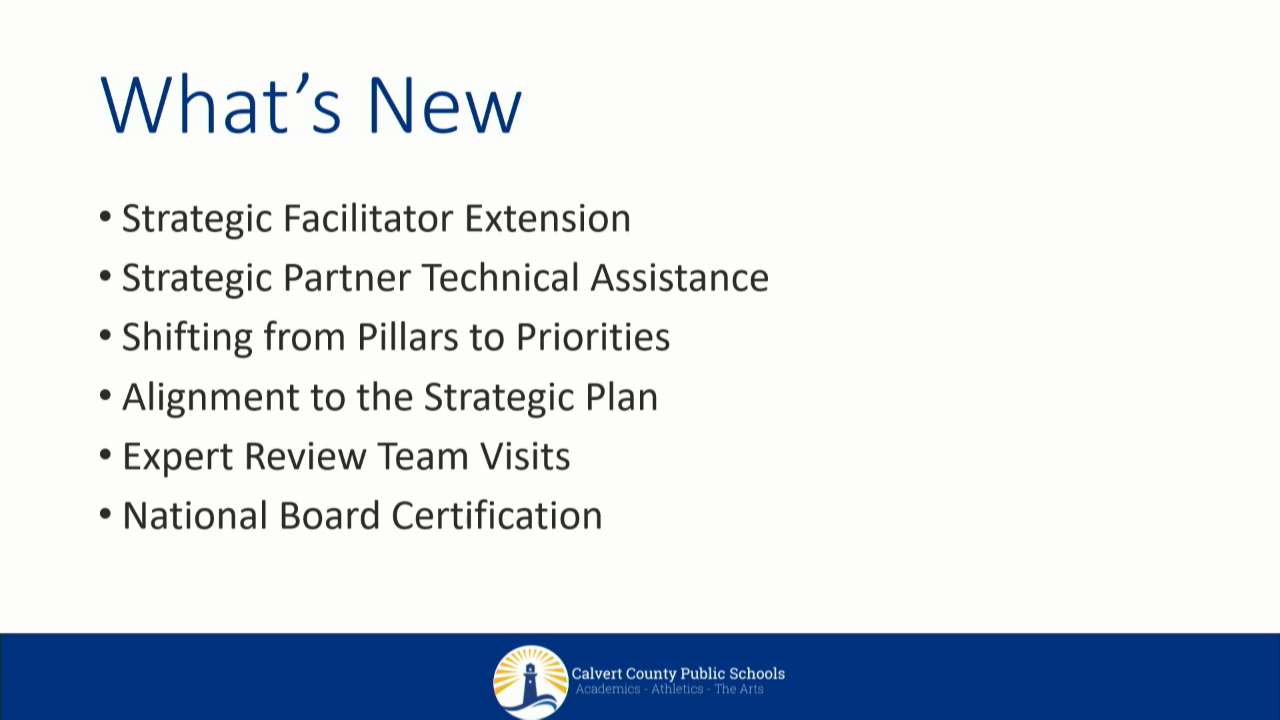 What’s New
• Strategic Facilitator Extension
• Strategic Partner Technical Assistance
• Shifting from Pillars to Priorities
• Alignment to the Strategic Plan
• Expert Review Team Visits
• National Board Certification
Calvert County Public Schools
Academics - Athletics - The Arts